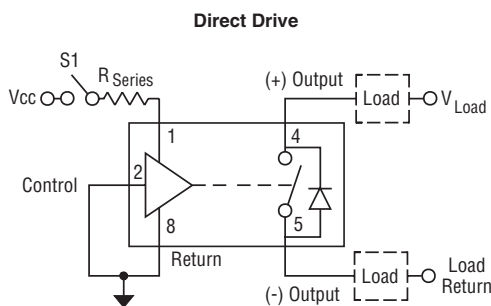 Direct Drive
S1
R Series
Vcc
(+) Output
Load
V Load
1
4
2
Control
8
5
Return
(-) Output
Load
Load
Return